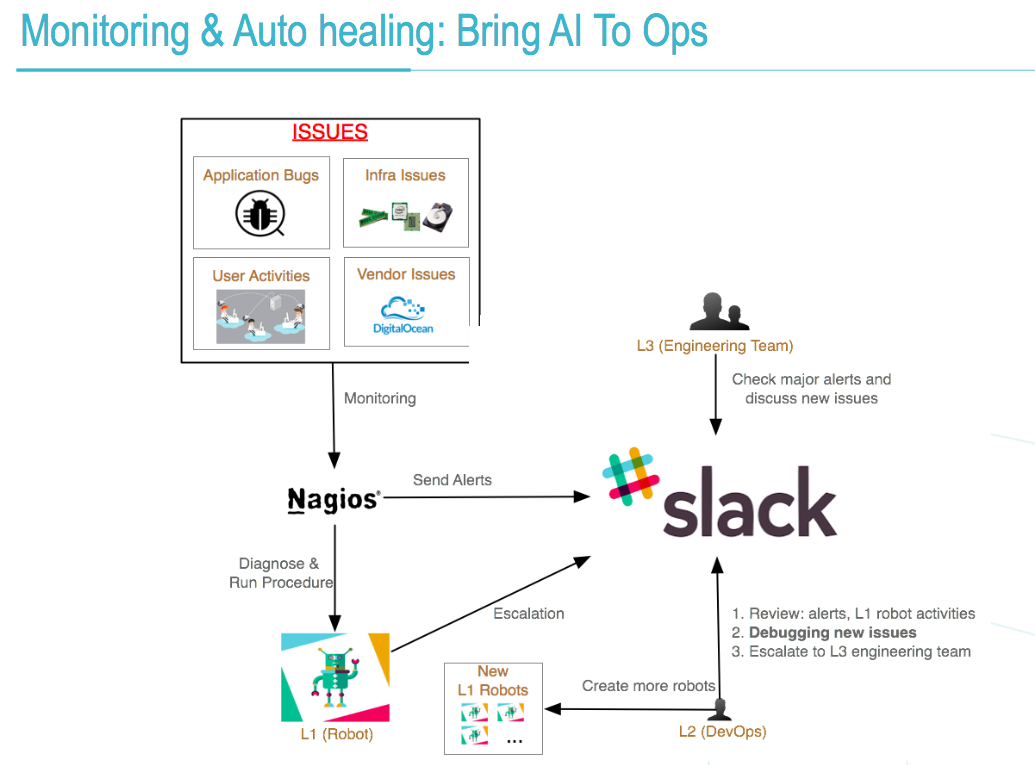 Monitoring & Auto healing: Bring AI To Ops
ISSUES
Application Bugs
Infra Issues
User Activities
Vendor Issues
DigitalOcean
L3 (Engineering Team)
Monitoring
Check major alerts and
discuss new issues
Nagios®
Send Alerts
slack
Diagnose &
Run Procedure
Escalation
1. Review: alerts, L1 robot activities
2. Debugging new issues
3. Escalate to L3 engineering team
New
L1 Robots
...
Create more robots
L1 (Robot)
L2 (DevOps)